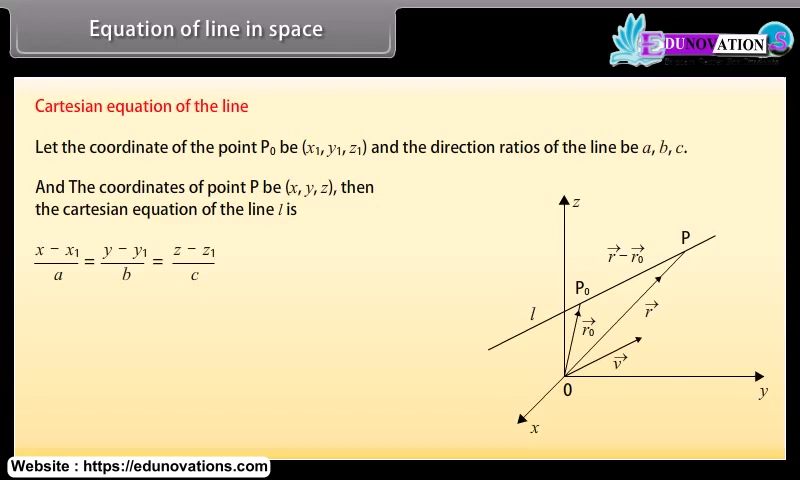 Equation of line in space
EDUNOVATIONS
Cartesian equation of the line
Let the coordinate of the point P₀ be (x₁, y₁, z₁) and the direction ratios of the line be a, b, c.
And The coordinates of point P be (x, y, z), then
the cartesian equation of the line l is
(x − x₁)/a = (y − y₁)/b = (z − z₁)/c
z
P
r⃗ − r⃗₀
P₀
l
r⃗
r⃗₀
v⃗
O
y
x
Website : https://edunovations.com